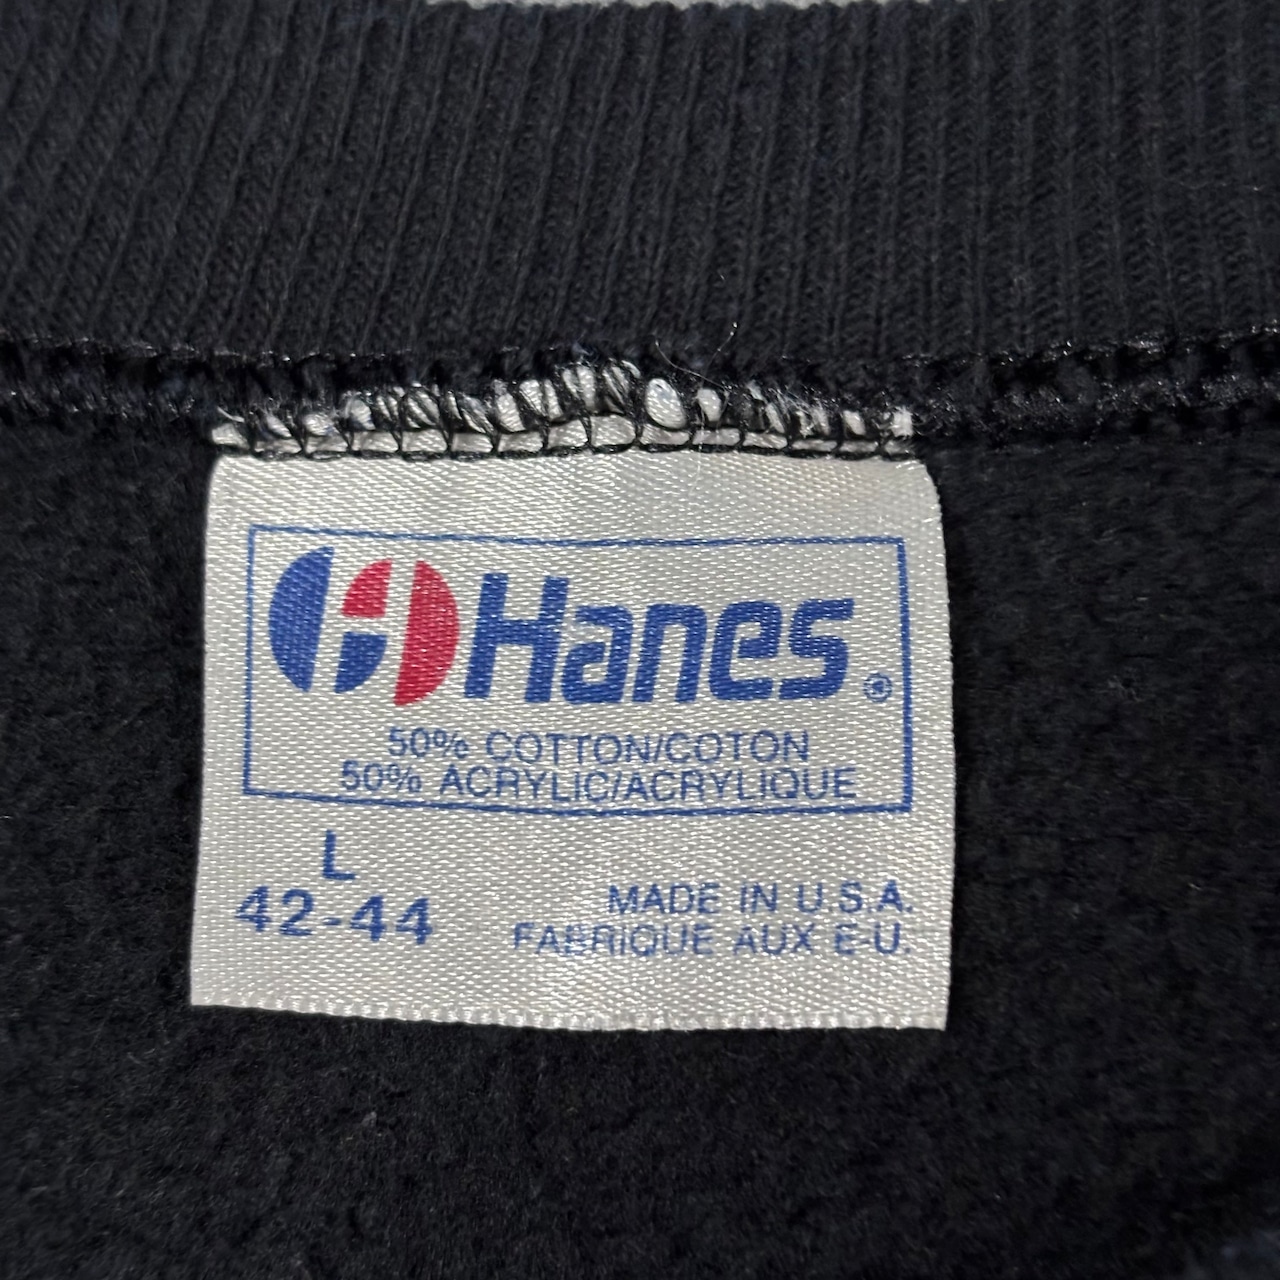 Hanes®
50% COTTON/COTON
50% ACRYLIC/ACRYLIQUE
L
42-44
MADE IN U.S.A.
FABRIQUE AUX E-U.